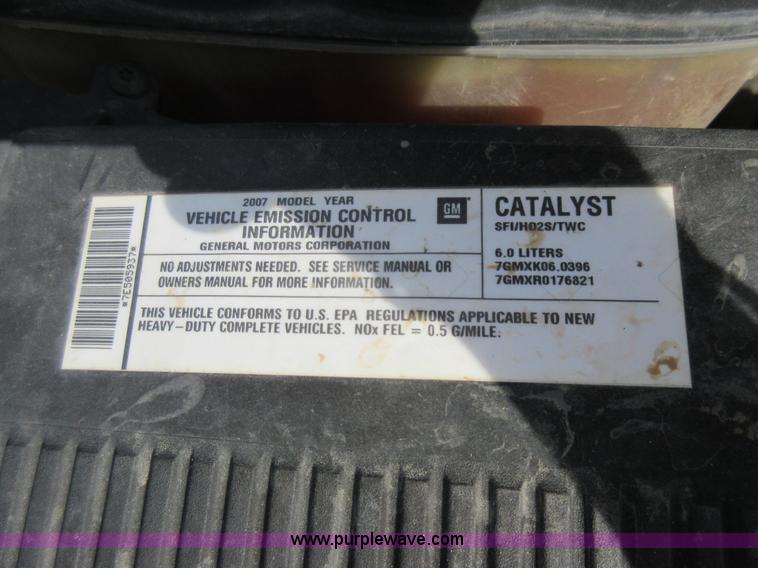 *7E505937*
2007 MODEL YEAR
VEHICLE EMISSION CONTROL
INFORMATION
GENERAL MOTORS CORPORATION
GM
CATALYST
SFI/HO2S/TWC
NO ADJUSTMENTS NEEDED. SEE SERVICE MANUAL OR
OWNERS MANUAL FOR MORE INFORMATION.
6.0 LITERS
7GMXK06.0396
7GMXR0176821
THIS VEHICLE CONFORMS TO U.S. EPA REGULATIONS APPLICABLE TO NEW
HEAVY-DUTY COMPLETE VEHICLES. NOx FEL = 0.5 G/MILE.
www.purplewave.com